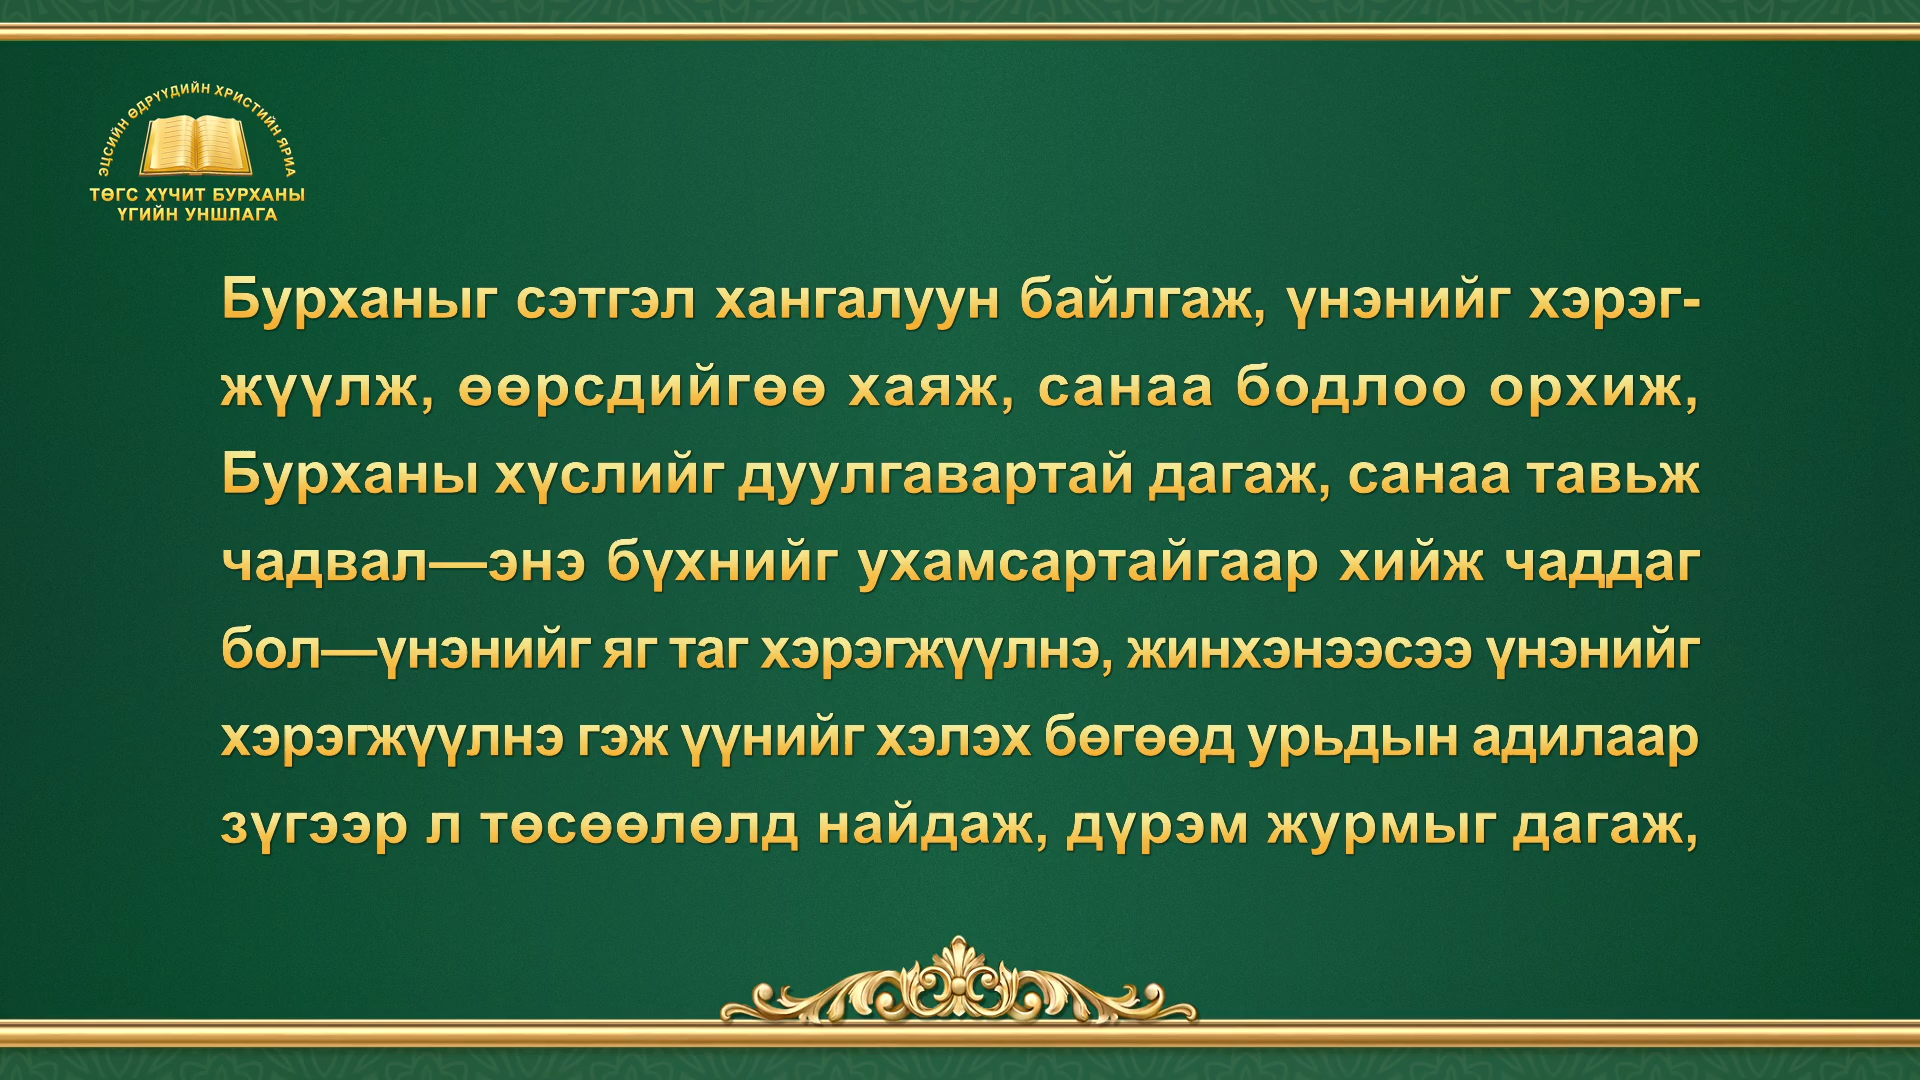 ЭЦСИЙН ӨДРҮҮДИЙН ХРИСТИЙН ЯРИА
ТӨГС ХҮЧИТ БУРХАНЫ
ҮГИЙН УНШЛАГА
Бурханыг сэтгэл хангалуун байлгаж, үнэнийг хэрэг-
жүүлж, өөрсдийгөө хаяж, санаа бодлоо орхиж,
Бурханы хүслийг дуулгавартай дагаж, санаа тавьж
чадвал—энэ бүхнийг ухамсартайгаар хийж чаддаг
бол—үнэнийг яг таг хэрэгжүүлнэ, жинхэнээсээ үнэнийг
хэрэгжүүлнэ гэж үүнийг хэлэх бөгөөд урьдын адилаар
зүгээр л төсөөлөлд найдаж, дүрэм журмыг дагаж,